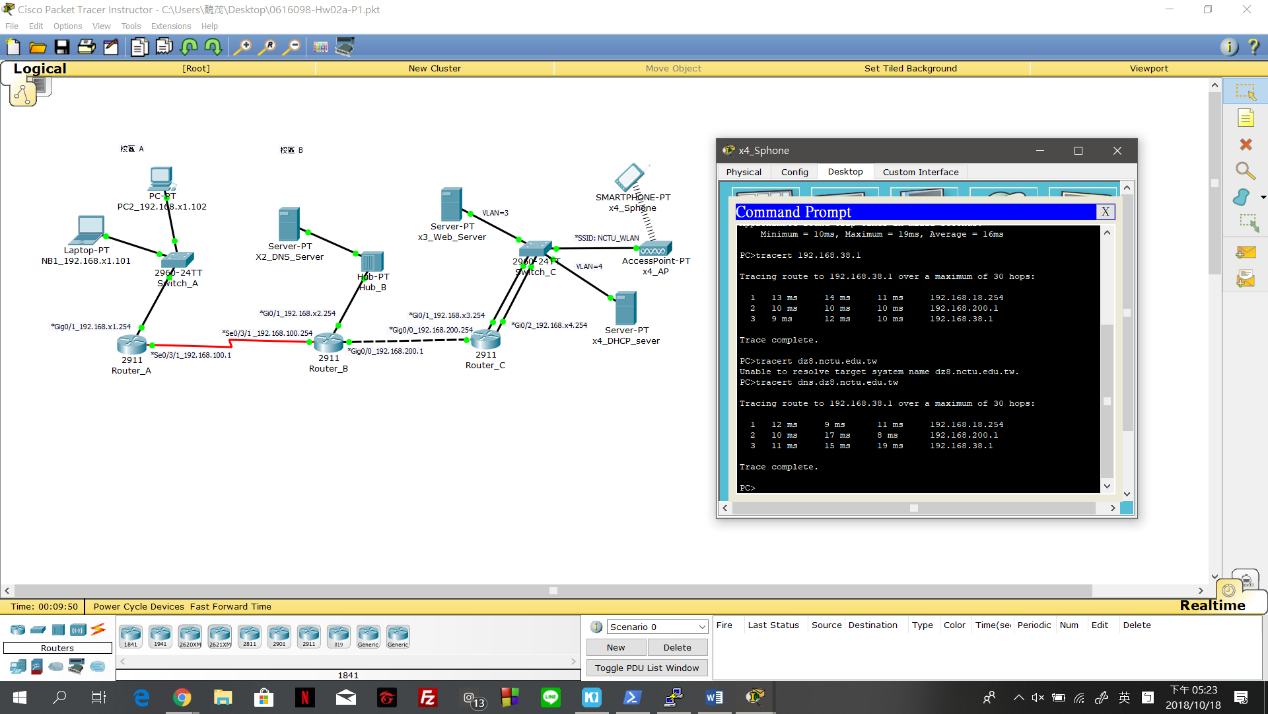 Cisco Packet Tracer Instructor - C:\Users\醜茂\Desktop\0616098-Hw02a-P1.pkt
File Edit Options View Tools Extensions Help
Logical [Root] New Cluster Move Object Set Tiled Background Viewport
校區 A
校區 B
PC-PT
PC2_192.168.x1.102
Laptop-PT
NB1_192.168.x1.101
2960-24TT
Switch_A
*Gig0/1_192.168.x1.254
2911
Router_A
*Se0/3/1_192.168.100.1
*Se0/3/1_192.168.100.254
Server-PT
X2_DNS_Server
Hub-PT
Hub_B
*Gi0/1_192.168.x2.254
2911
Router_B
*Gig0/0_192.168.200.1
*Gig0/0_192.168.200.254
*Gi0/1_192.168.x3.254
*Gi0/2_192.168.x4.254
2911
Router_C
Server-PT
x3_Web_Server
VLAN=3
2960-24TT
Switch_C
*SSID: NCTU_WLAN
VLAN=4
SMARTPHONE-PT
x4_Sphone
AccessPoint-PT
x4_AP
Server-PT
x4_DHCP_sever
x4_Sphone
Physical Config Desktop Custom Interface
Command Prompt X
Minimum = 10ms, Maximum = 19ms, Average = 16ms
PC>tracert 192.168.38.1
Tracing route to 192.168.38.1 over a maximum of 30 hops:
1 13 ms 14 ms 11 ms 192.168.18.254
2 10 ms 10 ms 10 ms 192.168.200.1
3 9 ms 12 ms 10 ms 192.168.38.1
Trace complete.
PC>tracert dz8.nctu.edu.tw
Unable to resolve target system name dz8.nctu.edu.tw.
PC>tracert dns.dz8.nctu.edu.tw
Tracing route to 192.168.38.1 over a maximum of 30 hops:
1 12 ms 9 ms 11 ms 192.168.18.254
2 10 ms 17 ms 8 ms 192.168.200.1
3 11 ms 15 ms 19 ms 192.168.38.1
Trace complete.
PC>
Time: 00:09:50 Power Cycle Devices Fast Forward Time
Realtime
Routers
1841 1941 2620XM 2621XM 2811 2901 2911 819 Generic Generic
1841
Scenario 0
New Delete
Toggle PDU List Window
Fire Last Status Source Destination Type Color Time(sec Periodic Num Edit Delete
13
英
下午 05:23
2018/10/18